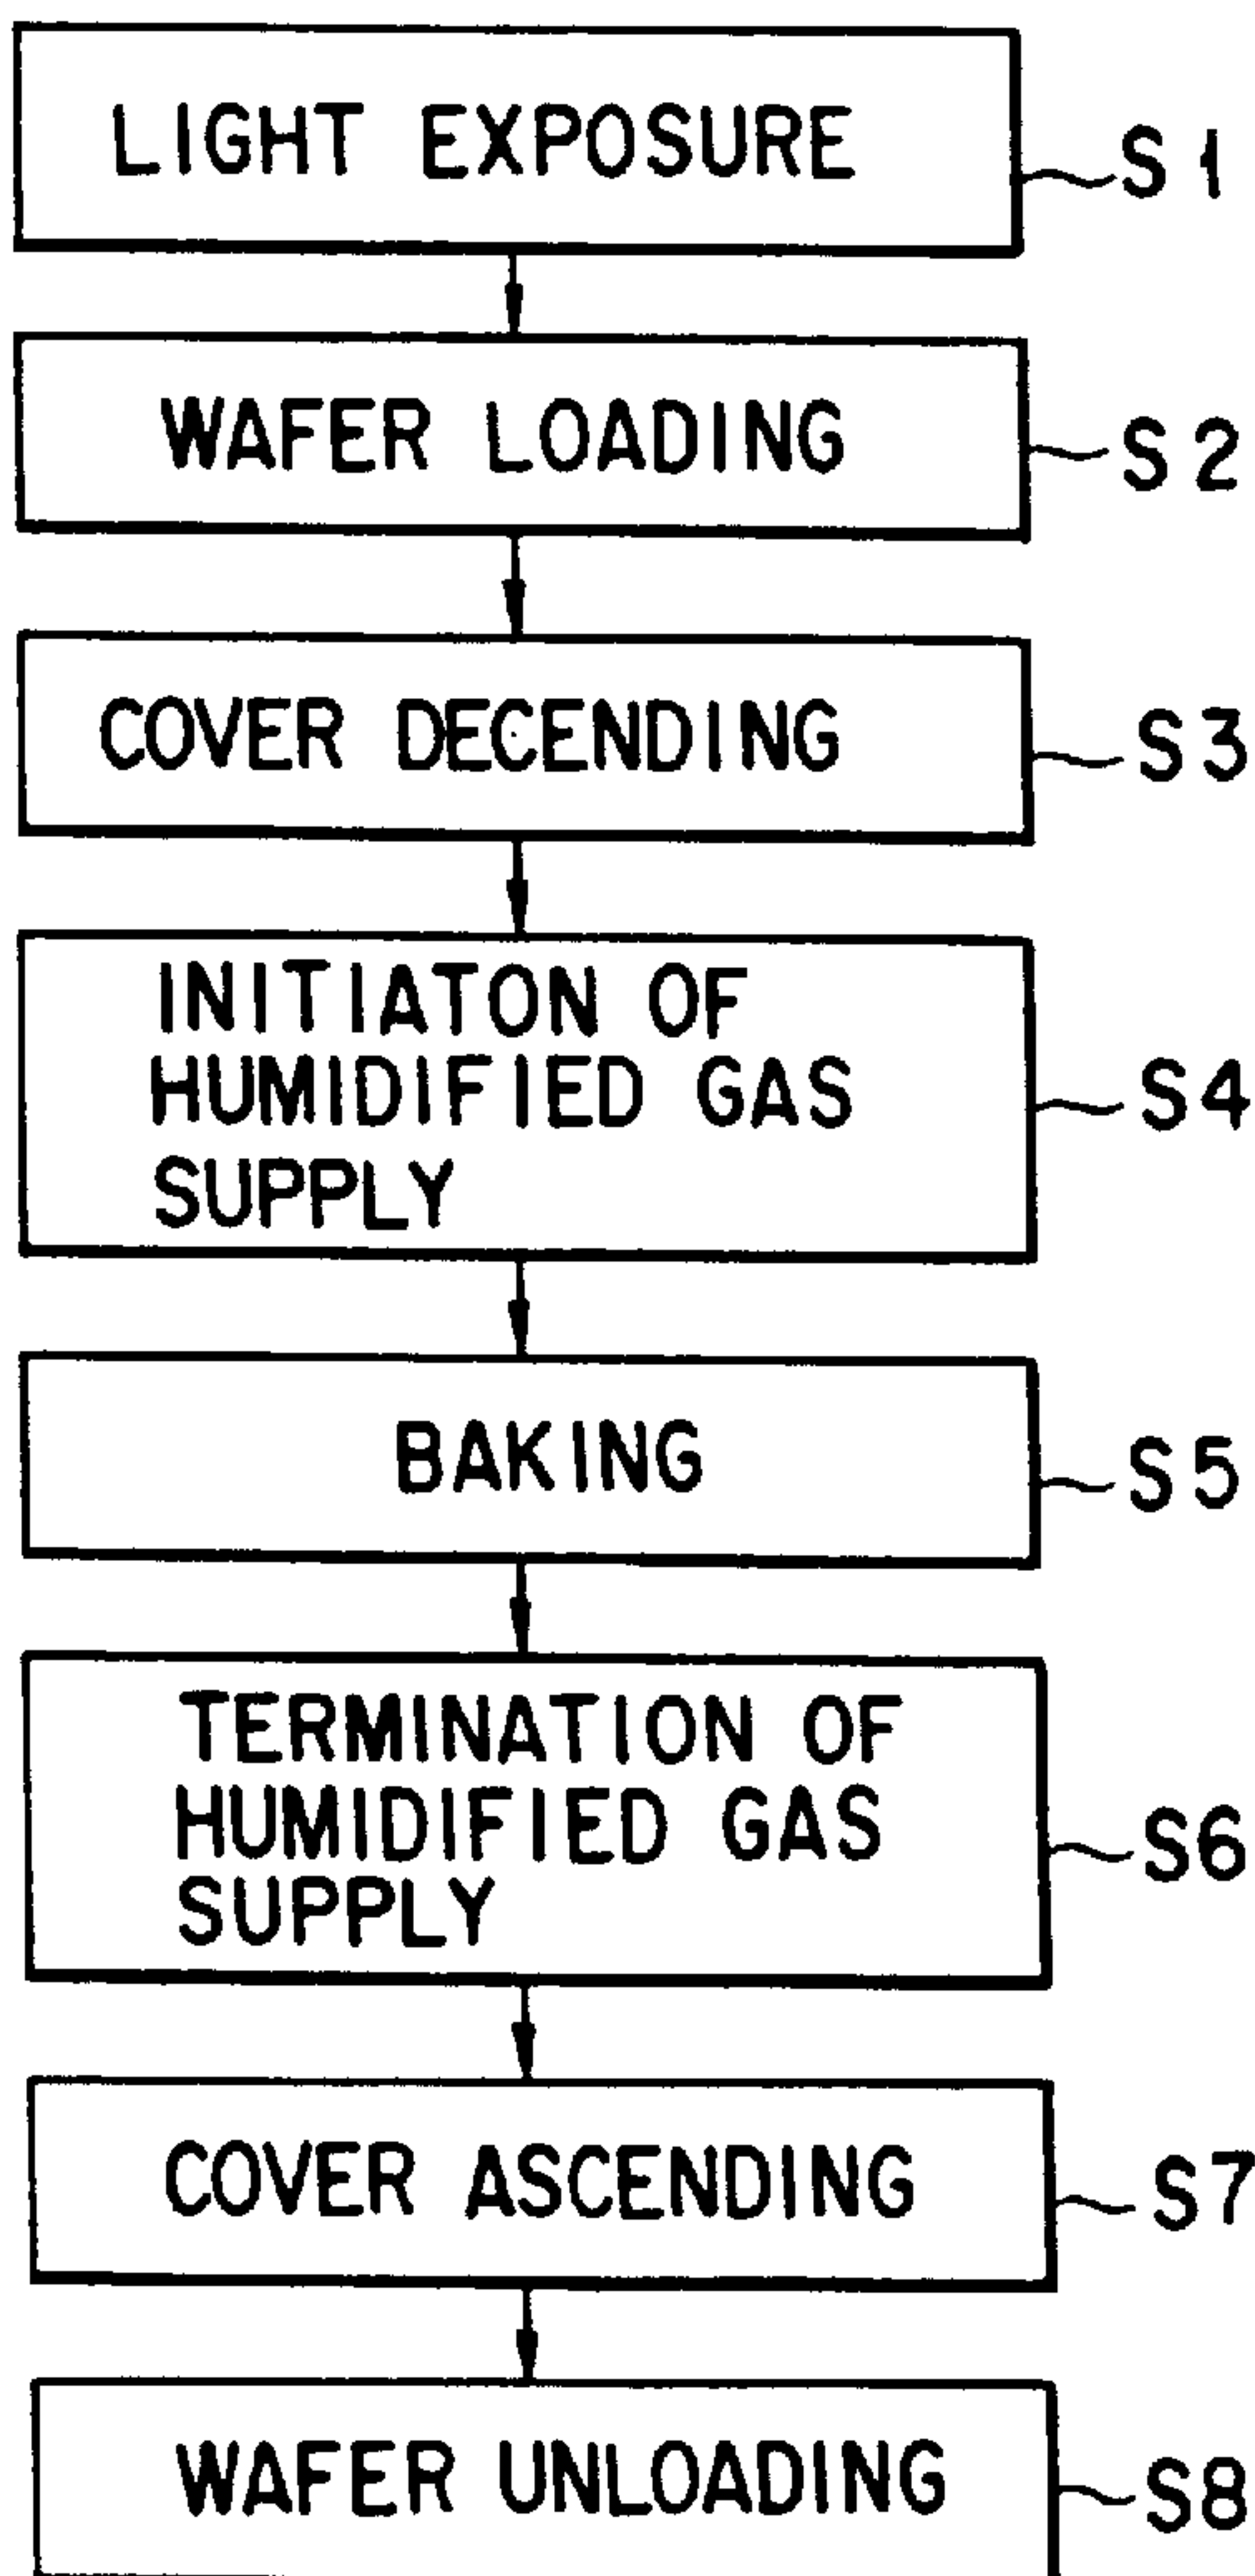 LIGHT EXPOSURE
S1
WAFER LOADING
S2
COVER DECENDING
S3
INITIATON OF
HUMIDIFIED GAS
SUPPLY
S4
BAKING
S5
TERMINATION OF
HUMIDIFIED GAS
SUPPLY
S6
COVER ASCENDING
S7
WAFER UNLOADING
S8